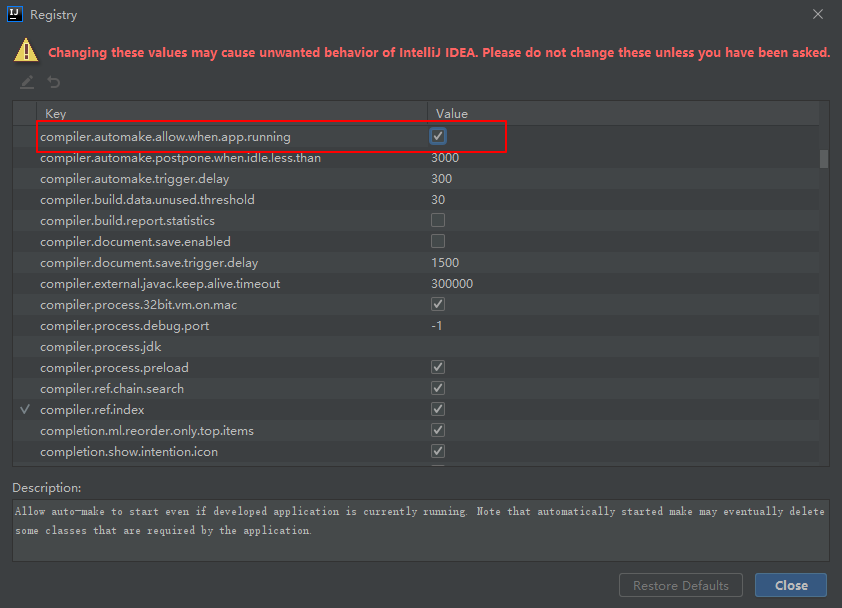 IJ
Registry
Changing these values may cause unwanted behavior of IntelliJ IDEA. Please do not change these unless you have been asked.
Key Value
compiler.automake.allow.when.app.running
compiler.automake.postpone.when.idle.less.than 3000
compiler.automake.trigger.delay 300
compiler.build.data.unused.threshold 30
compiler.build.report.statistics
compiler.document.save.enabled
compiler.document.save.trigger.delay 1500
compiler.external.javac.keep.alive.timeout 300000
compiler.process.32bit.vm.on.mac
compiler.process.debug.port -1
compiler.process.jdk
compiler.process.preload
compiler.ref.chain.search
compiler.ref.index
completion.ml.reorder.only.top.items
completion.show.intention.icon
Description:
Allow auto-make to start even if developed application is currently running. Note that automatically started make may eventually delete
some classes that are required by the application.
Restore Defaults Close